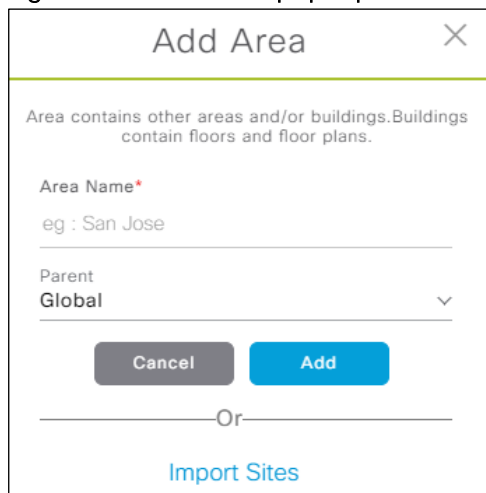 Add Area
Area contains other areas and/or buildings.Buildings
contain floors and floor plans.
Area Name*
eg : San Jose
Parent
Global
Cancel Add
Or
Import Sites